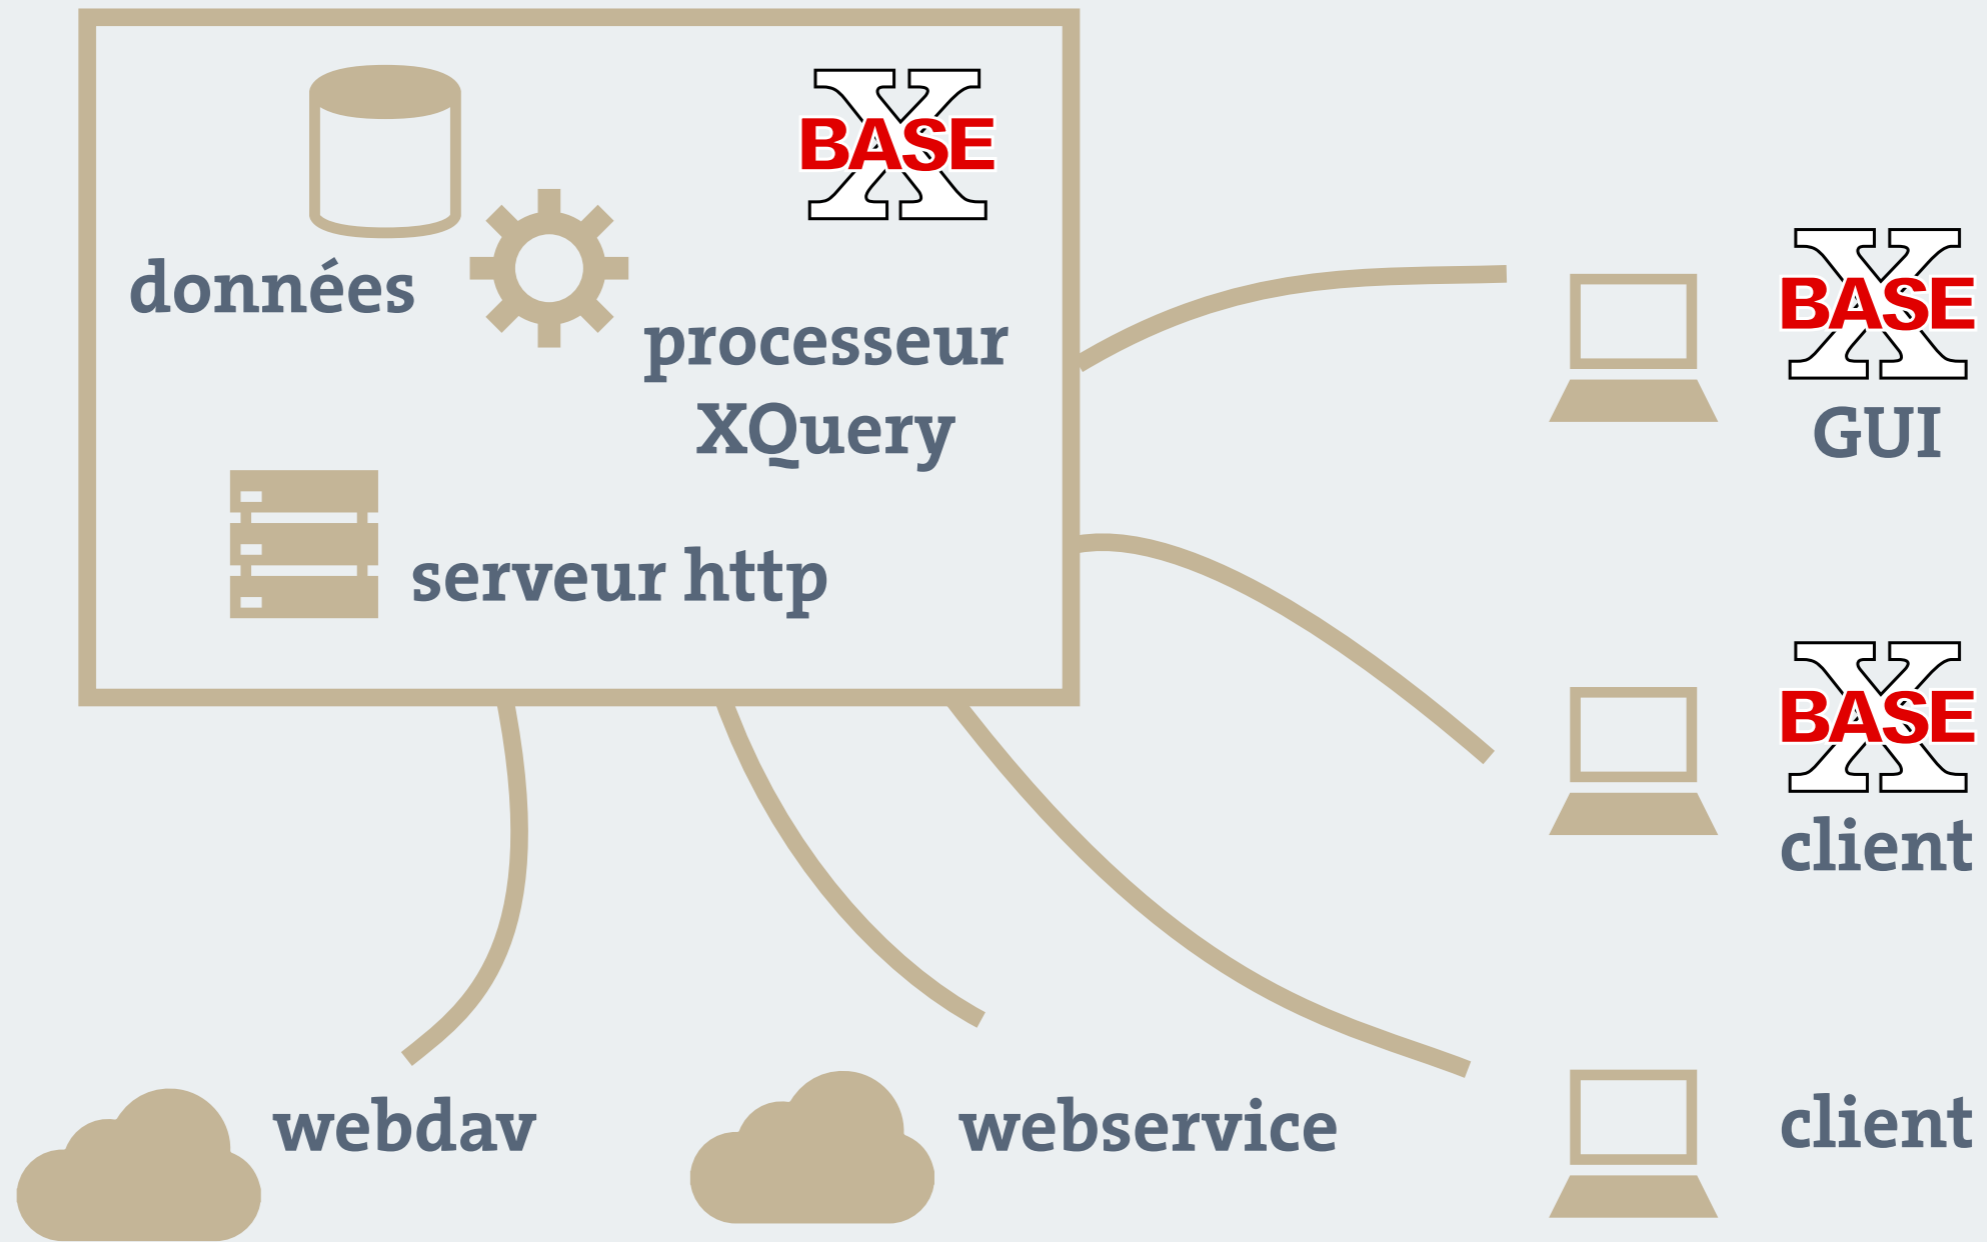 X
BASE
données
processeur
XQuery
serveur http
X
BASE
GUI
X
BASE
client
webdav
webservice
client